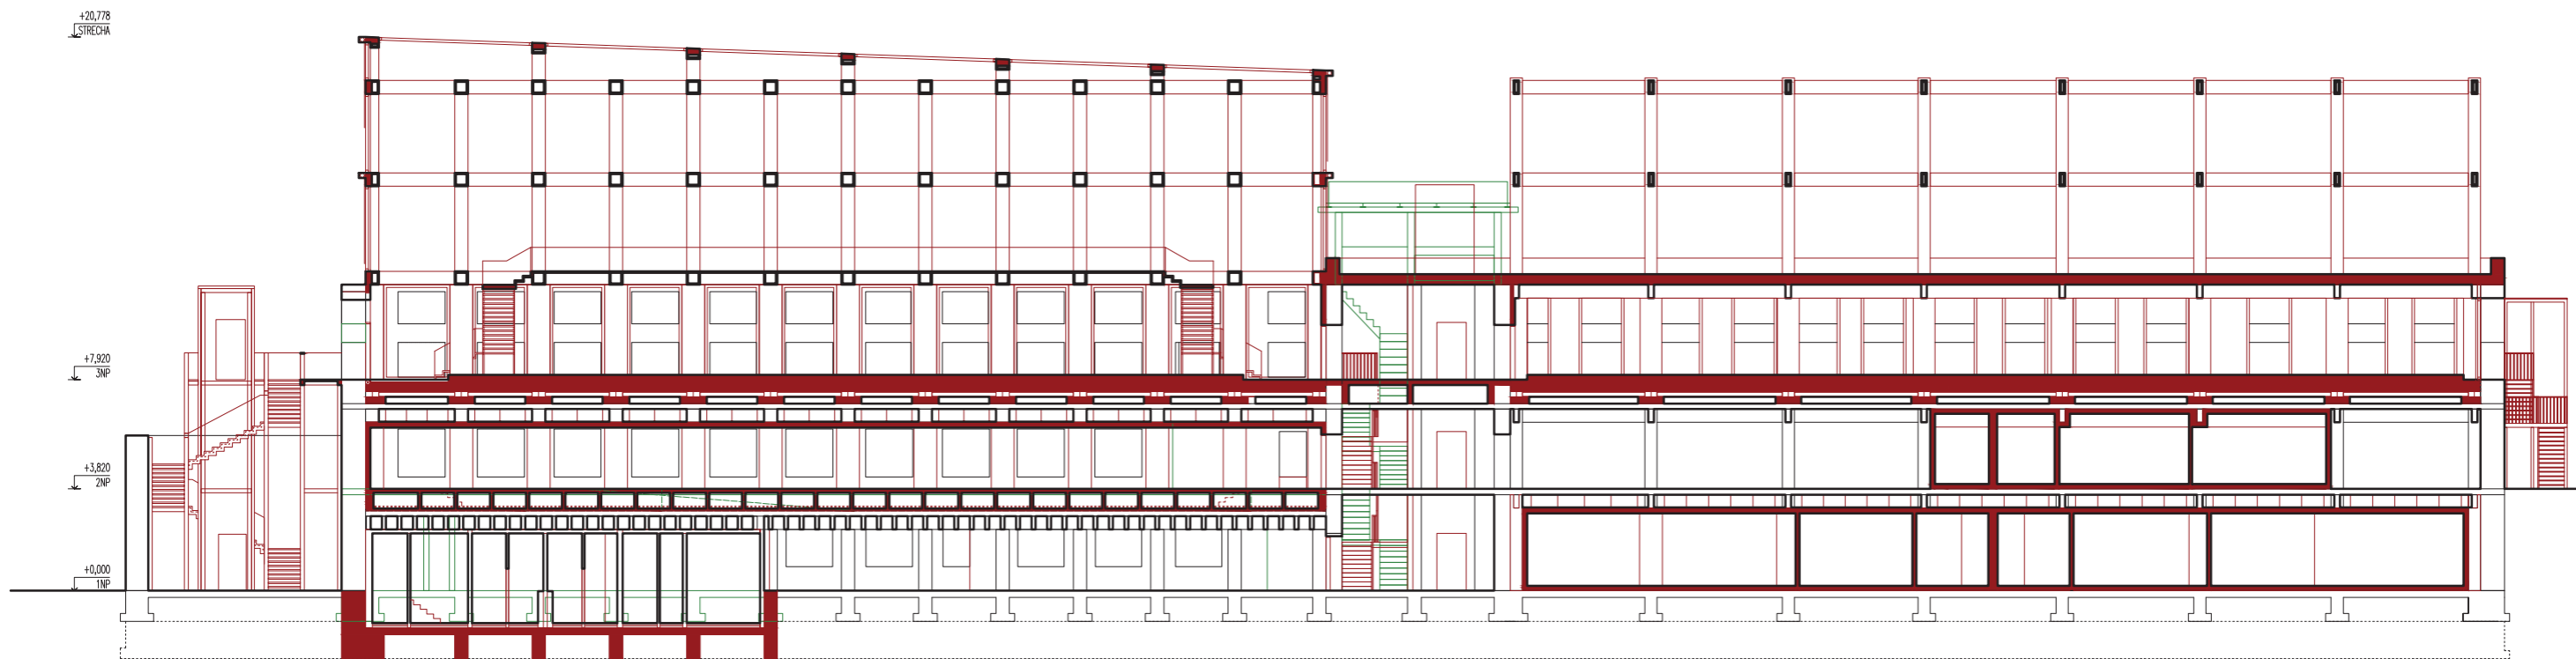 +20,778
STRECHA
+7,920
3NP
+3,820
2NP
+0,000
1NP